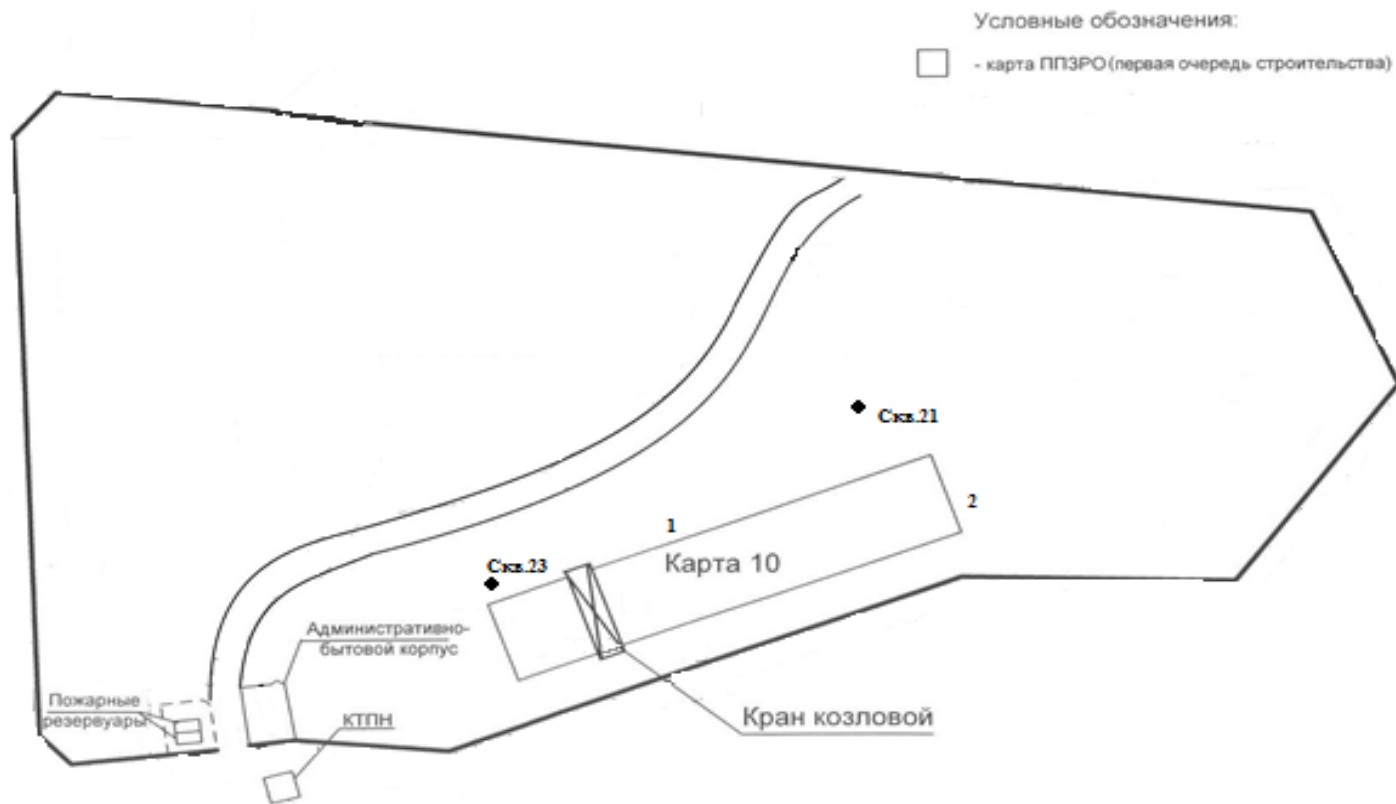 Условные обозначения:
- карта ППЗРО (первая очередь строительства)
Скв.21
2
1
Скв.23
Карта 10
Административно-
бытовой корпус
Пожарные
резервуары
КТПН
Кран козловой